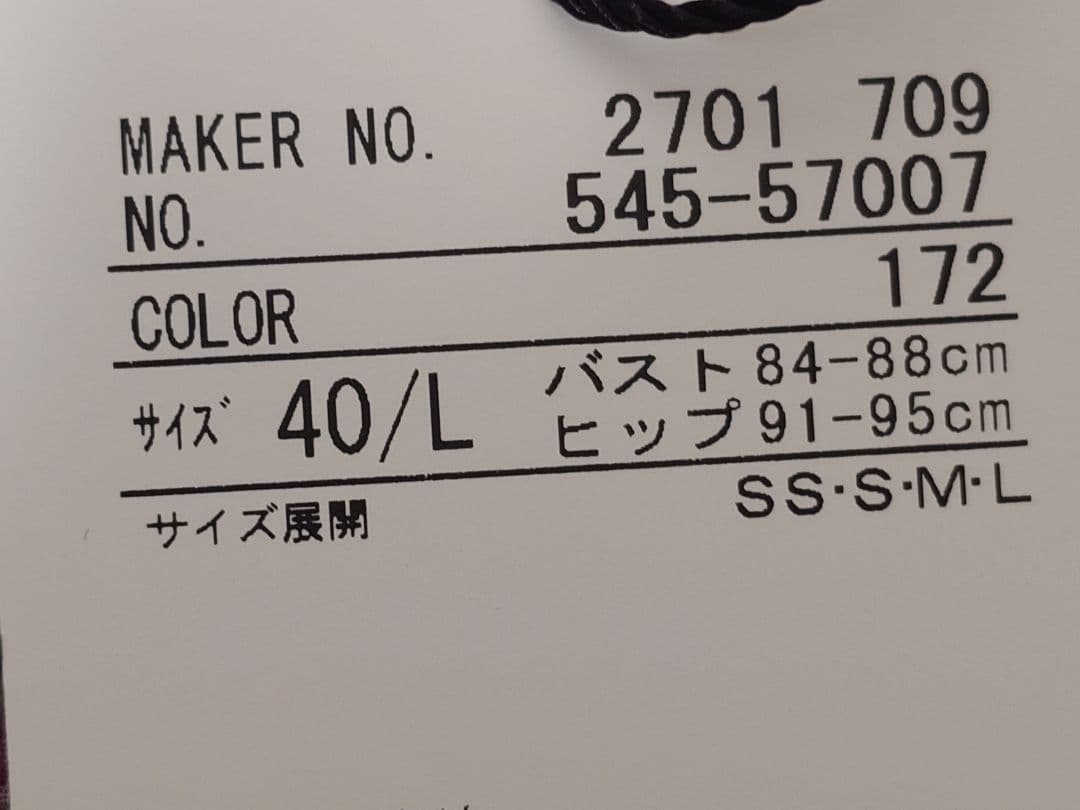 MAKER NO. 2701 709
NO. 545-57007
COLOR 172
サイズ 40/L バスト84-88cm
ヒップ91-95cm
サイズ展開 SS·S·M·L